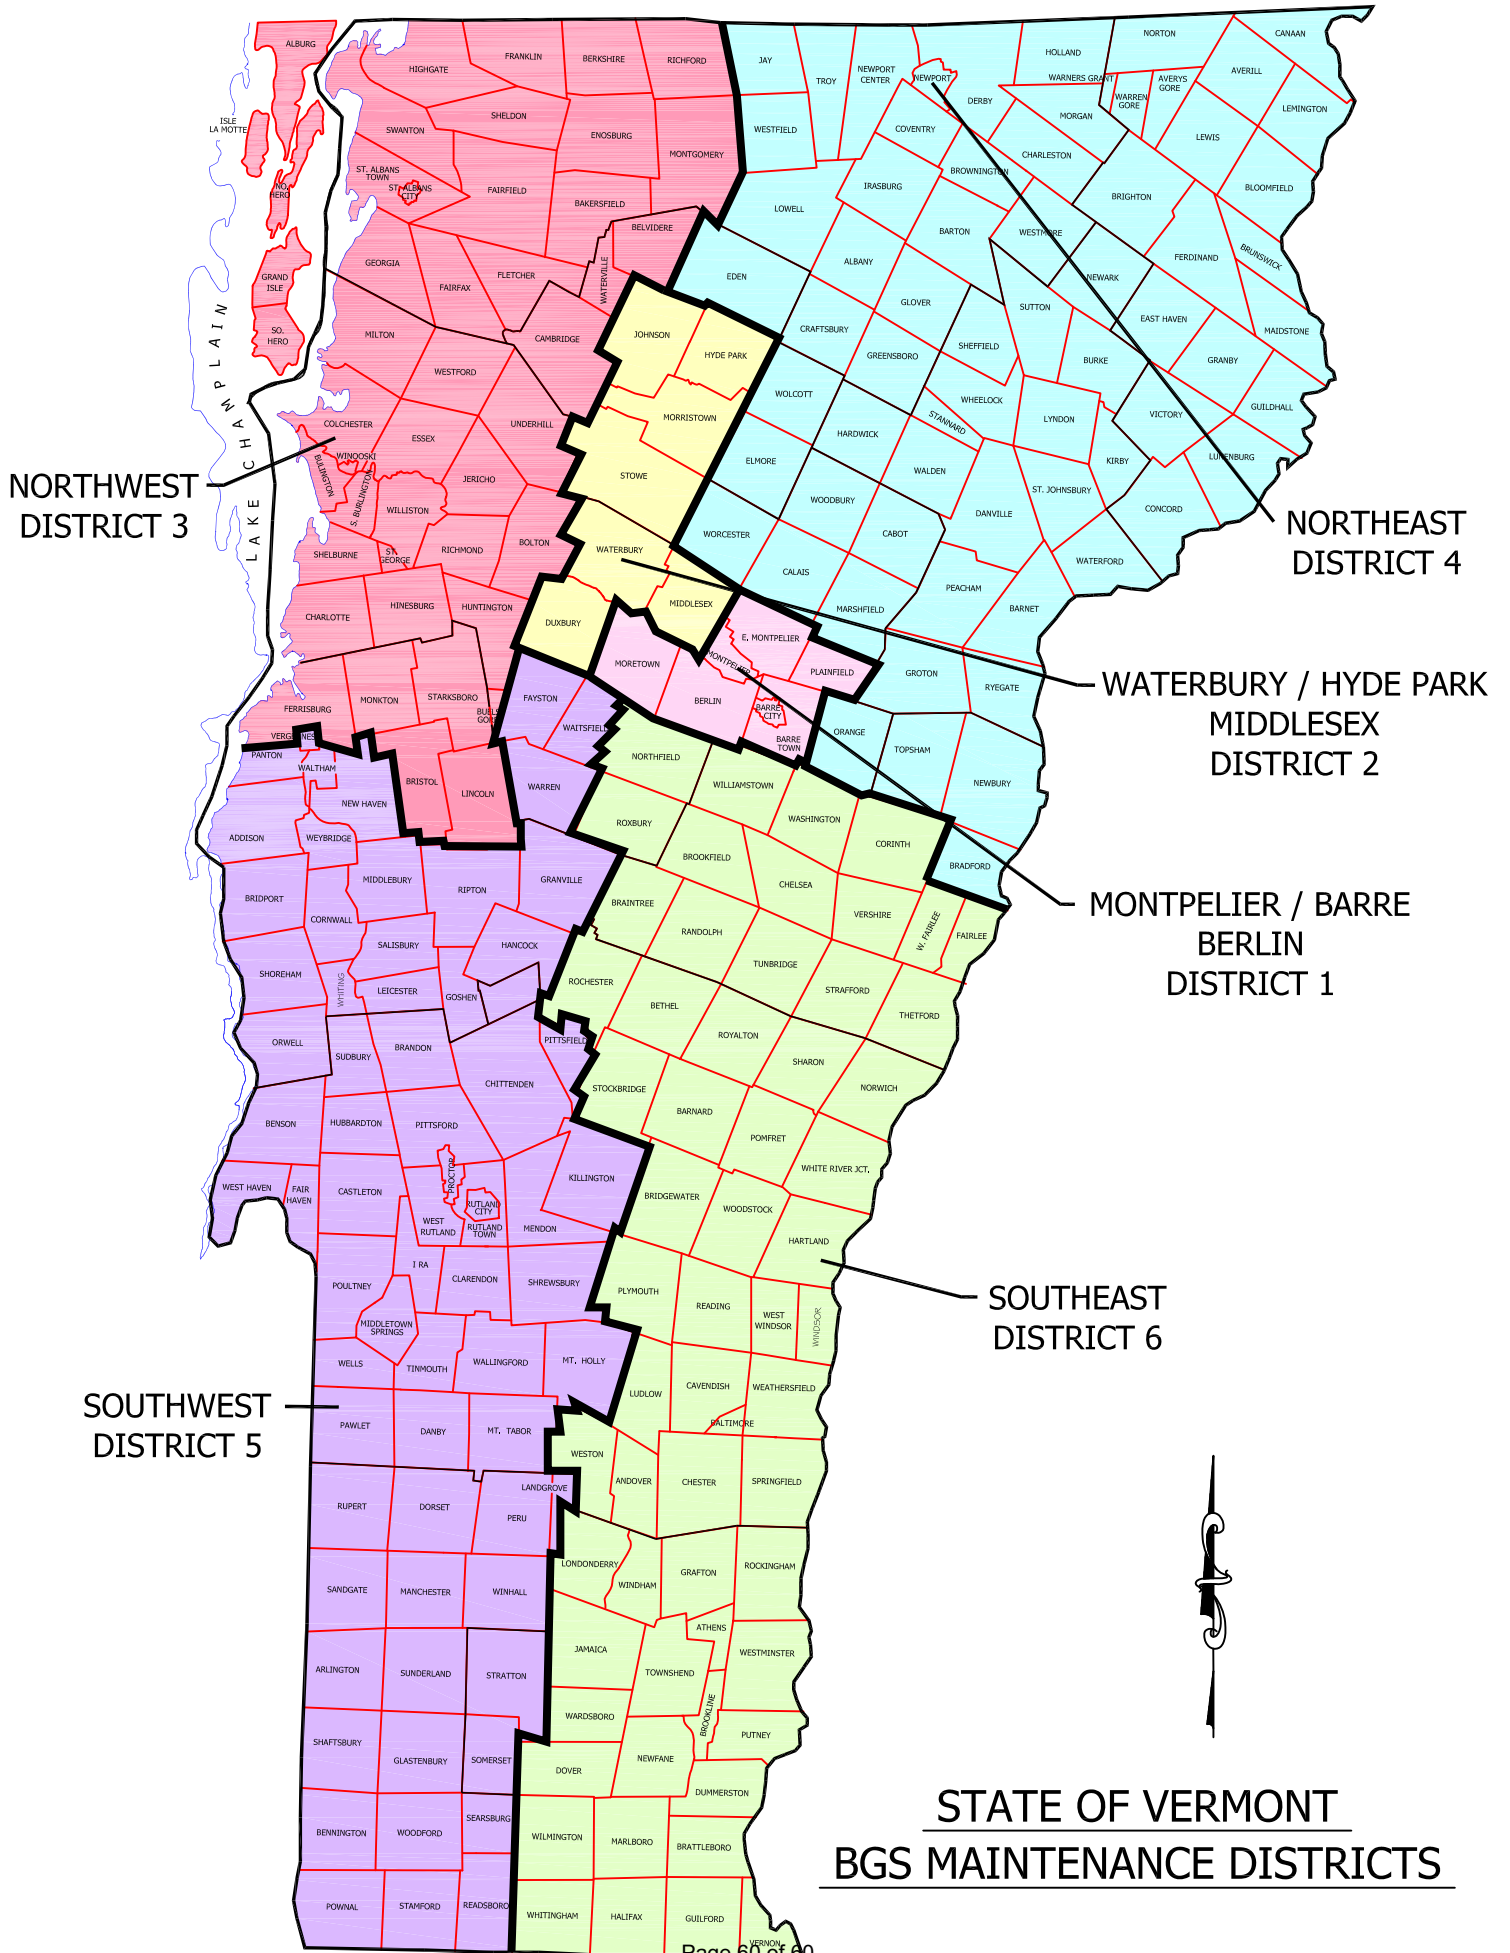 ALBURG
HIGHGATE
FRANKLIN
BERKSHIRE
RICHFORD
JAY
TROY
NEWPORT
CENTER
NEWPORT
DERBY
HOLLAND
NORTON
CANAAN
WARNERS GRANT
WARREN
GORE
AVERYS
GORE
AVERILL
LEMINGTON
ISLE
LA MOTTE
SWANTON
SHELDON
ENOSBURG
MONTGOMERY
WESTFIELD
COVENTRY
MORGAN
LEWIS
CHARLESTON
BROWNINGTON
ST. ALBANS
TOWN
ST. ALBANS
CITY
NO.
HERO
FAIRFIELD
BAKERSFIELD
BELVIDERE
LOWELL
IRASBURG
BRIGHTON
BLOOMFIELD
BARTON
WESTMORE
BRUNSWICK
FERDINAND
GEORGIA
FLETCHER
FAIRFAX
WATERVILLE
GRAND
ISLE
EDEN
ALBANY
NEWARK
GLOVER
SUTTON
EAST HAVEN
MAIDSTONE
SO.
HERO
MILTON
CAMBRIDGE
JOHNSON
HYDE PARK
CRAFTSBURY
GREENSBORO
SHEFFIELD
BURKE
GRANBY
GUILDHALL
WESTFORD
WOLCOTT
WHEELOCK
LYNDON
VICTORY
LAKE CHAMPLAIN
COLCHESTER
ESSEX
UNDERHILL
MORRISTOWN
HARDWICK
STANNARD
WINOOSKI
BULINGTON
S. BURLINGTON
JERICHO
STOWE
ELMORE
WALDEN
KIRBY
LUNENBURG
NORTHWEST
DISTRICT 3
WILLISTON
WOODBURY
ST. JOHNSBURY
DANVILLE
CONCORD
NORTHEAST
DISTRICT 4
SHELBURNE
ST.
GEORGE
RICHMOND
BOLTON
WATERBURY
WORCESTER
CABOT
CALAIS
WATERFORD
PEACHAM
BARNET
CHARLOTTE
HINESBURG
HUNTINGTON
DUXBURY
MIDDLESEX
MARSHFIELD
E. MONTPELIER
MORETOWN
MONTPELIER
PLAINFIELD
GROTON
RYEGATE
WATERBURY / HYDE PARK
MIDDLESEX
DISTRICT 2
FERRISBURG
MONKTON
STARKSBORO
BUELS
GORE
FAYSTON
WAITSFIELD
BERLIN
BARRE
CITY
BARRE
TOWN
ORANGE
TOPSHAM
NEWBURY
VERGENNES
PANTON
WALTHAM
BRISTOL
LINCOLN
WARREN
NORTHFIELD
WILLIAMSTOWN
NEW HAVEN
ADDISON
WEYBRIDGE
ROXBURY
WASHINGTON
CORINTH
BROOKFIELD
BRADFORD
MONTPELIER / BARRE
BERLIN
DISTRICT 1
BRIDPORT
MIDDLEBURY
RIPTON
GRANVILLE
CHELSEA
CORNWALL
BRAINTREE
RANDOLPH
VERSHIRE
W. FAIRLEE
FAIRLEE
SALISBURY
HANCOCK
SHOREHAM
WHITING
LEICESTER
GOSHEN
ROCHESTER
TUNBRIDGE
STRAFFORD
BETHEL
THETFORD
ORWELL
SUDBURY
BRANDON
PITTSFIELD
ROYALTON
SHARON
NORWICH
CHITTENDEN
STOCKBRIDGE
BARNARD
BENSON
HUBBARDTON
PITTSFORD
POMFRET
WHITE RIVER JCT.
WEST HAVEN
FAIR
HAVEN
CASTLETON
PROCTOR
KILLINGTON
BRIDGEWATER
WOODSTOCK
WEST
RUTLAND
RUTLAND
CITY
RUTLAND
TOWN
MENDON
HARTLAND
I RA
POULTNEY
CLARENDON
SHREWSBURY
PLYMOUTH
READING
WEST
WINDSOR
WINDSOR
SOUTHEAST
DISTRICT 6
MIDDLETOWN
SPRINGS
WELLS
TINMOUTH
WALLINGFORD
MT. HOLLY
LUDLOW
CAVENDISH
WEATHERSFIELD
BALTIMORE
SOUTHWEST
DISTRICT 5
PAWLET
DANBY
MT. TABOR
WESTON
ANDOVER
CHESTER
SPRINGFIELD
LANDGROVE
RUPERT
DORSET
PERU
LONDONDERRY
WINDHAM
GRAFTON
ROCKINGHAM
SANDGATE
MANCHESTER
WINHALL
JAMAICA
ATHENS
WESTMINSTER
ARLINGTON
SUNDERLAND
STRATTON
TOWNSHEND
WARDSBORO
BROOKLINE
PUTNEY
SHAFTSBURY
GLASTENBURY
SOMERSET
DOVER
NEWFANE
DUMMERSTON
SEARSBURG
BENNINGTON
WOODFORD
WILMINGTON
MARLBORO
BRATTLEBORO
STATE OF VERMONT
BGS MAINTENANCE DISTRICTS
POWNAL
STAMFORD
READSBORO
WHITINGHAM
HALIFAX
GUILFORD
VERNON
Page 60 of 60